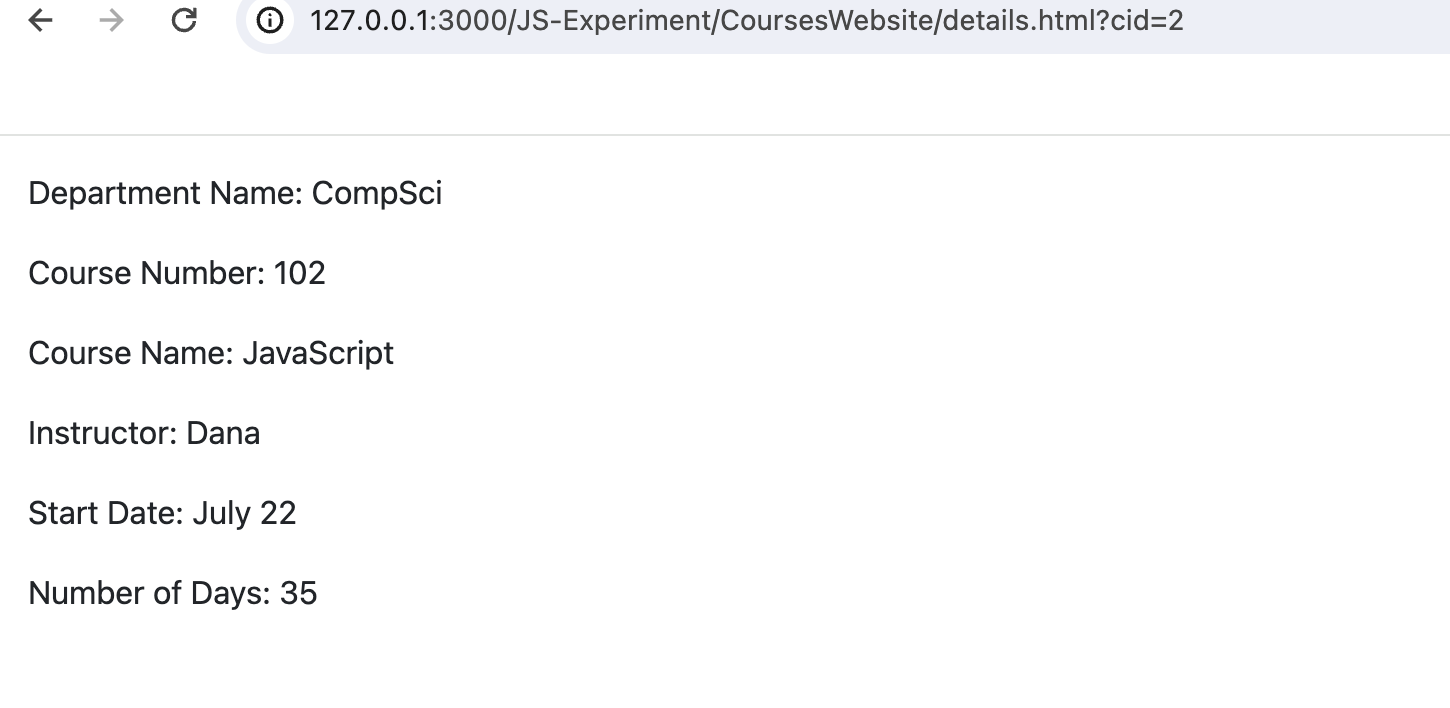 127.0.0.1:3000/JS-Experiment/CoursesWebsite/details.html?cid=2
Department Name: CompSci
Course Number: 102
Course Name: JavaScript
Instructor: Dana
Start Date: July 22
Number of Days: 35